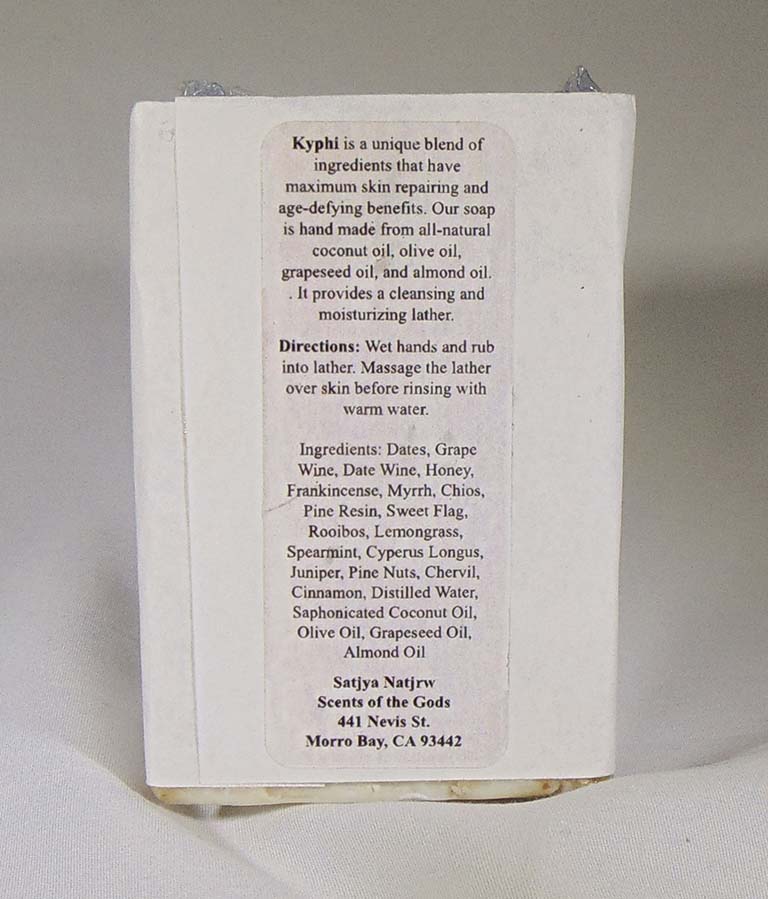 Kyphi is a unique blend of
ingredients that have
maximum skin repairing and
age-defying benefits. Our soap
is hand made from all-natural
coconut oil, olive oil,
grapeseed oil, and almond oil.
. It provides a cleansing and
moisturizing lather.
Directions: Wet hands and rub
into lather. Massage the lather
over skin before rinsing with
warm water.
Ingredients: Dates, Grape
Wine, Date Wine, Honey,
Frankincense, Myrrh, Chios,
Pine Resin, Sweet Flag,
Rooibos, Lemongrass,
Spearmint, Cyperus Longus,
Juniper, Pine Nuts, Chervil,
Cinnamon, Distilled Water,
Saphonicated Coconut Oil,
Olive Oil, Grapeseed Oil,
Almond Oil
Satjya Natjrw
Scents of the Gods
441 Nevis St.
Morro Bay, CA 93442